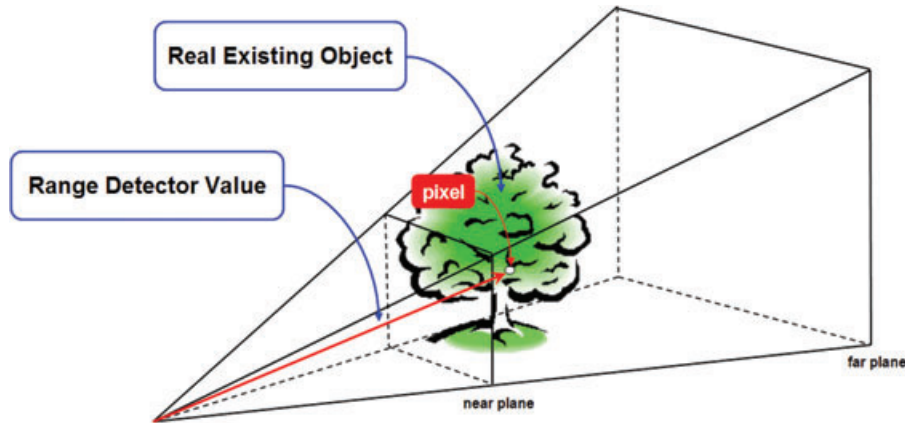 Real Existing Object
Range Detector Value
pixel
far plane
near plane